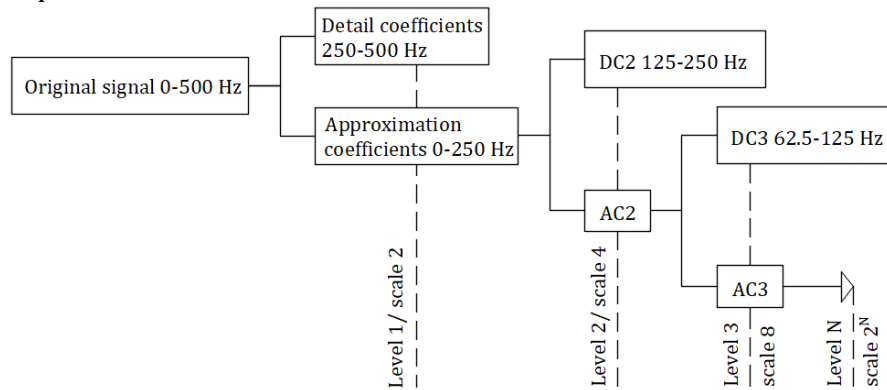 Original signal 0-500 Hz
Detail coefficients
250-500 Hz
Approximation
coefficients 0-250 Hz
DC2 125-250 Hz
AC2
DC3 62.5-125 Hz
AC3
Level 1/ scale 2
Level 2/ scale 4
Level 3
scale 8
Level N
scale 2ᴺ